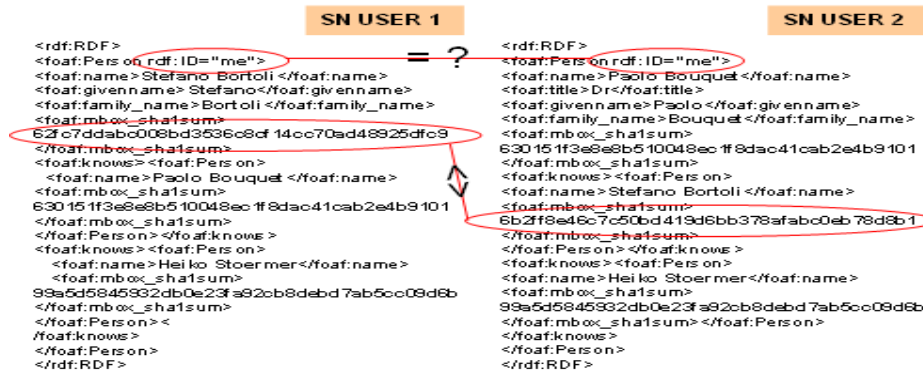 SN USER 1
<rdf:RDF>
<foaf:Person rdf:ID="me">
<foaf:name>Stefano Bortoli</foaf:name>
<foaf:givenname>Stefano</foaf:givenname>
<foaf:family_name>Bortoli</foaf:family_name>
<foaf:mbox_sha1sum>
62fc7ddabc008bd3536c8cf14cc70ad48925dfc9
</foaf:mbox_sha1sum>
<foaf:knows><foaf:Person>
<foaf:name>Paolo Bouquet</foaf:name>
<foaf:mbox_sha1sum>
630151f3e8e8b510048ec1f8dac41cab2e4b9101
</foaf:mbox_sha1sum>
</foaf:Person></foaf:knows>
<foaf:knows><foaf:Person>
<foaf:name>Heiko Stoermer</foaf:name>
<foaf:mbox_sha1sum>
99a5d5845932db0e23fa92cb8debd7ab5cc09d6b
</foaf:mbox_sha1sum>
</foaf:Person><
/foaf:knows>
</foaf:Person>
</rdf:RDF>
= ?
<>
SN USER 2
<rdf:RDF>
<foaf:Person rdf:ID="me">
<foaf:name>Paolo Bouquet</foaf:name>
<foaf:title>Dr</foaf:title>
<foaf:givenname>Paolo</foaf:givenname>
<foaf:family_name>Bouquet</foaf:family_name>
<foaf:mbox_sha1sum>
630151f3e8e8b510048ec1f8dac41cab2e4b9101
</foaf:mbox_sha1sum>
<foaf:knows><foaf:Person>
<foaf:name>Stefano Bortoli</foaf:name>
<foaf:mbox_sha1sum>
6b2ff8e46c7c50bd419d6bb378afabc0eb78d8b1
</foaf:mbox_sha1sum>
</foaf:Person></foaf:knows>
<foaf:knows><foaf:Person>
<foaf:name>Heiko Stoermer</foaf:name>
<foaf:mbox_sha1sum>
99a5d5845932db0e23fa92cb8debd7ab5cc09d6b
</foaf:mbox_sha1sum></foaf:Person>
</foaf:knows>
</foaf:Person>
</rdf:RDF>